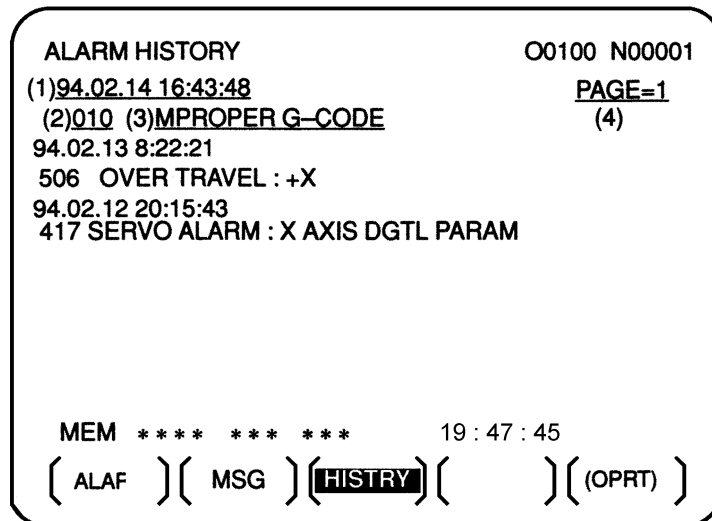 ALARM HISTORY O0100 N00001
(1)94.02.14 16:43:48 PAGE=1
(2)010 (3)MPROPER G–CODE (4)
94.02.13 8:22:21
506 OVER TRAVEL : +X
94.02.12 20:15:43
417 SERVO ALARM : X AXIS DGTL PARAM
MEM **** *** *** 19 : 47 : 45
( ALAF ) ( MSG ) ( HISTRY ) ( ) ( (OPRT) )